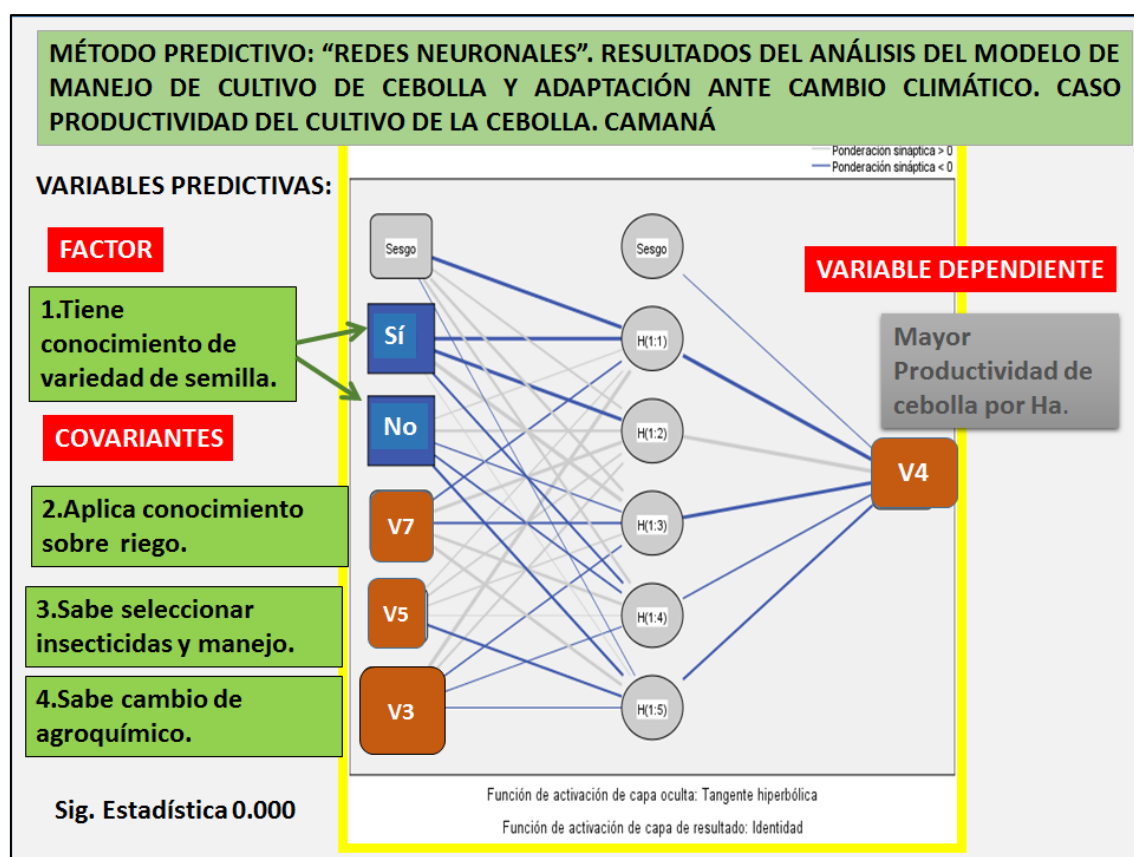 MÉTODO PREDICTIVO: “REDES NEURONALES”. RESULTADOS DEL ANÁLISIS DEL MODELO DE
MANEJO DE CULTIVO DE CEBOLLA Y ADAPTACIÓN ANTE CAMBIO CLIMÁTICO. CASO
PRODUCTIVIDAD DEL CULTIVO DE LA CEBOLLA. CAMANÁ
Ponderación sináptica > 0
Ponderación sináptica < 0
VARIABLES PREDICTIVAS:
FACTOR
1.Tiene
conocimiento de
variedad de semilla.
COVARIANTES
2.Aplica conocimiento
sobre riego.
3.Sabe seleccionar
insecticidas y manejo.
4.Sabe cambio de
agroquímico.
Sig. Estadística 0.000
Sesgo
Sí
No
V7
V5
V3
Sesgo
H(1:1)
H(1:2)
H(1:3)
H(1:4)
H(1:5)
VARIABLE DEPENDIENTE
Mayor
Productividad de
cebolla por Ha.
V4
Función de activación de capa oculta: Tangente hiperbólica
Función de activación de capa de resultado: Identidad